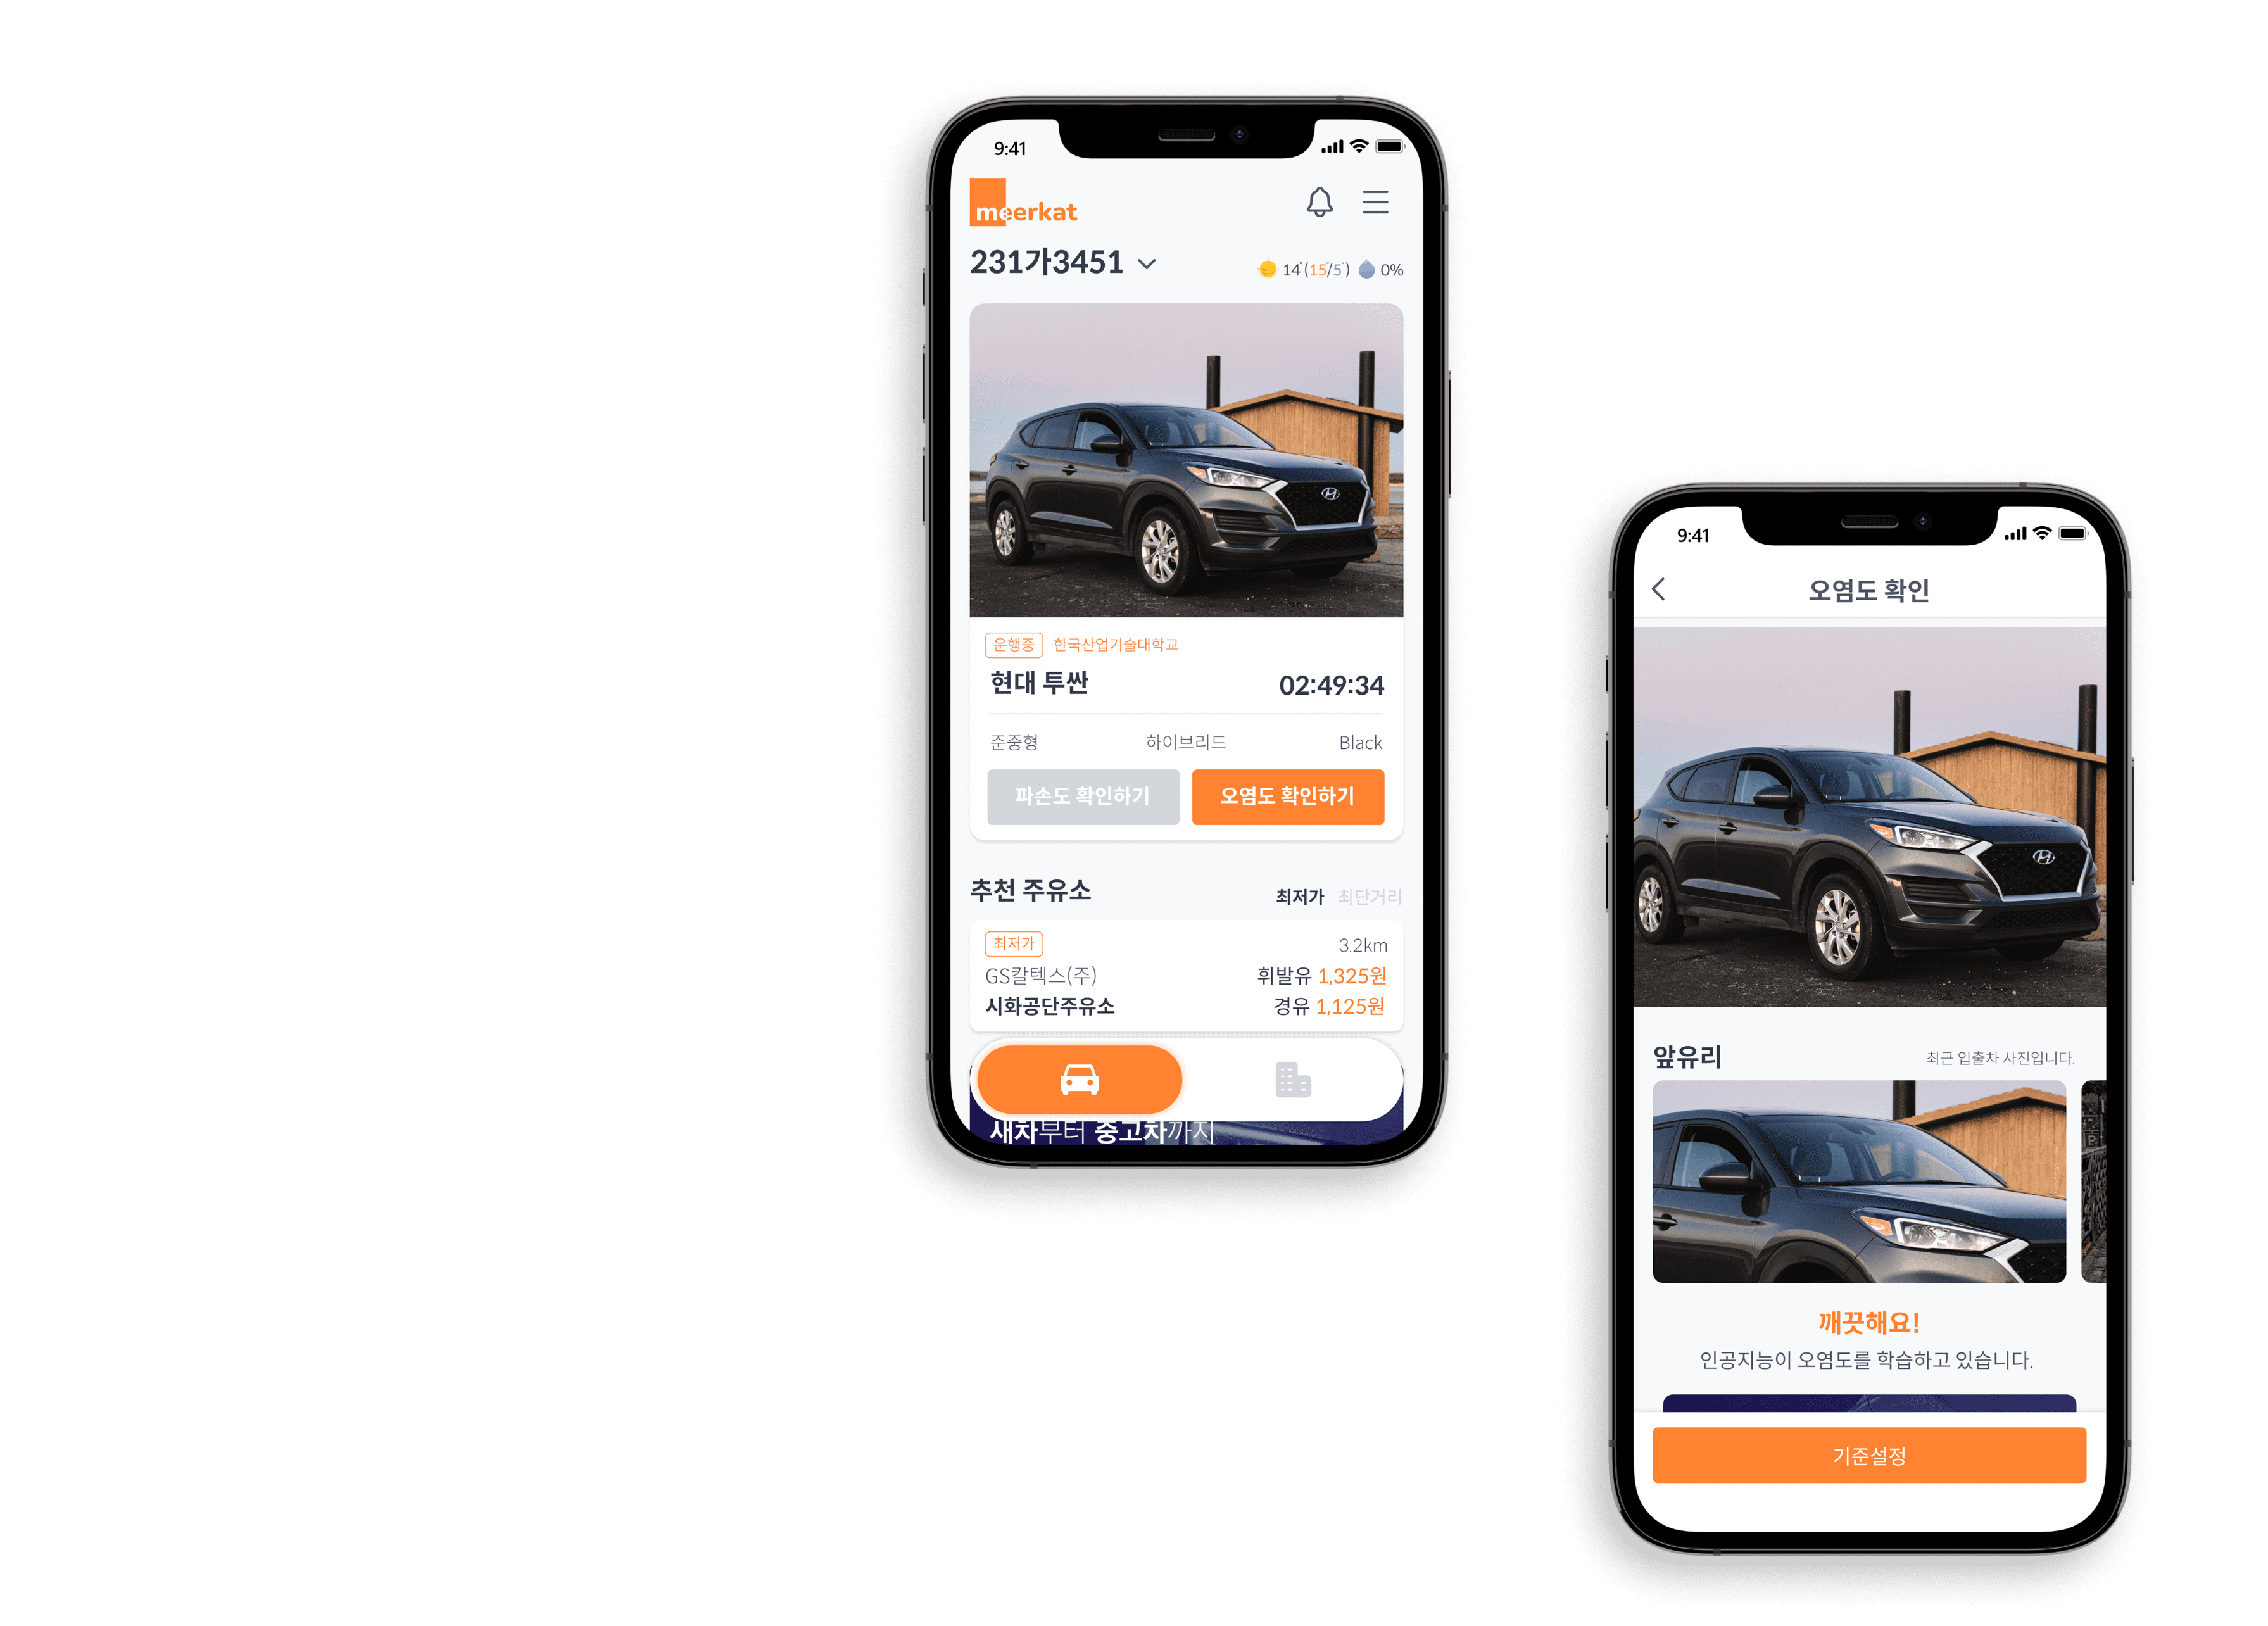 9:41
meerkat
231가3451
14°(15°/5°) 0%
운행중 한국산업기술대학교
현대 투싼 02:49:34
준중형 하이브리드 Black
파손도 확인하기 오염도 확인하기
추천 주유소 최저가 최단거리
최저가 3.2km
GS칼텍스(주) 휘발유 1,325원
시화공단주유소 경유 1,125원
새차부터 중고차까지
9:41
오염도 확인
앞유리 최근 입출차 사진입니다.
P
깨끗해요!
인공지능이 오염도를 학습하고 있습니다.
기준설정